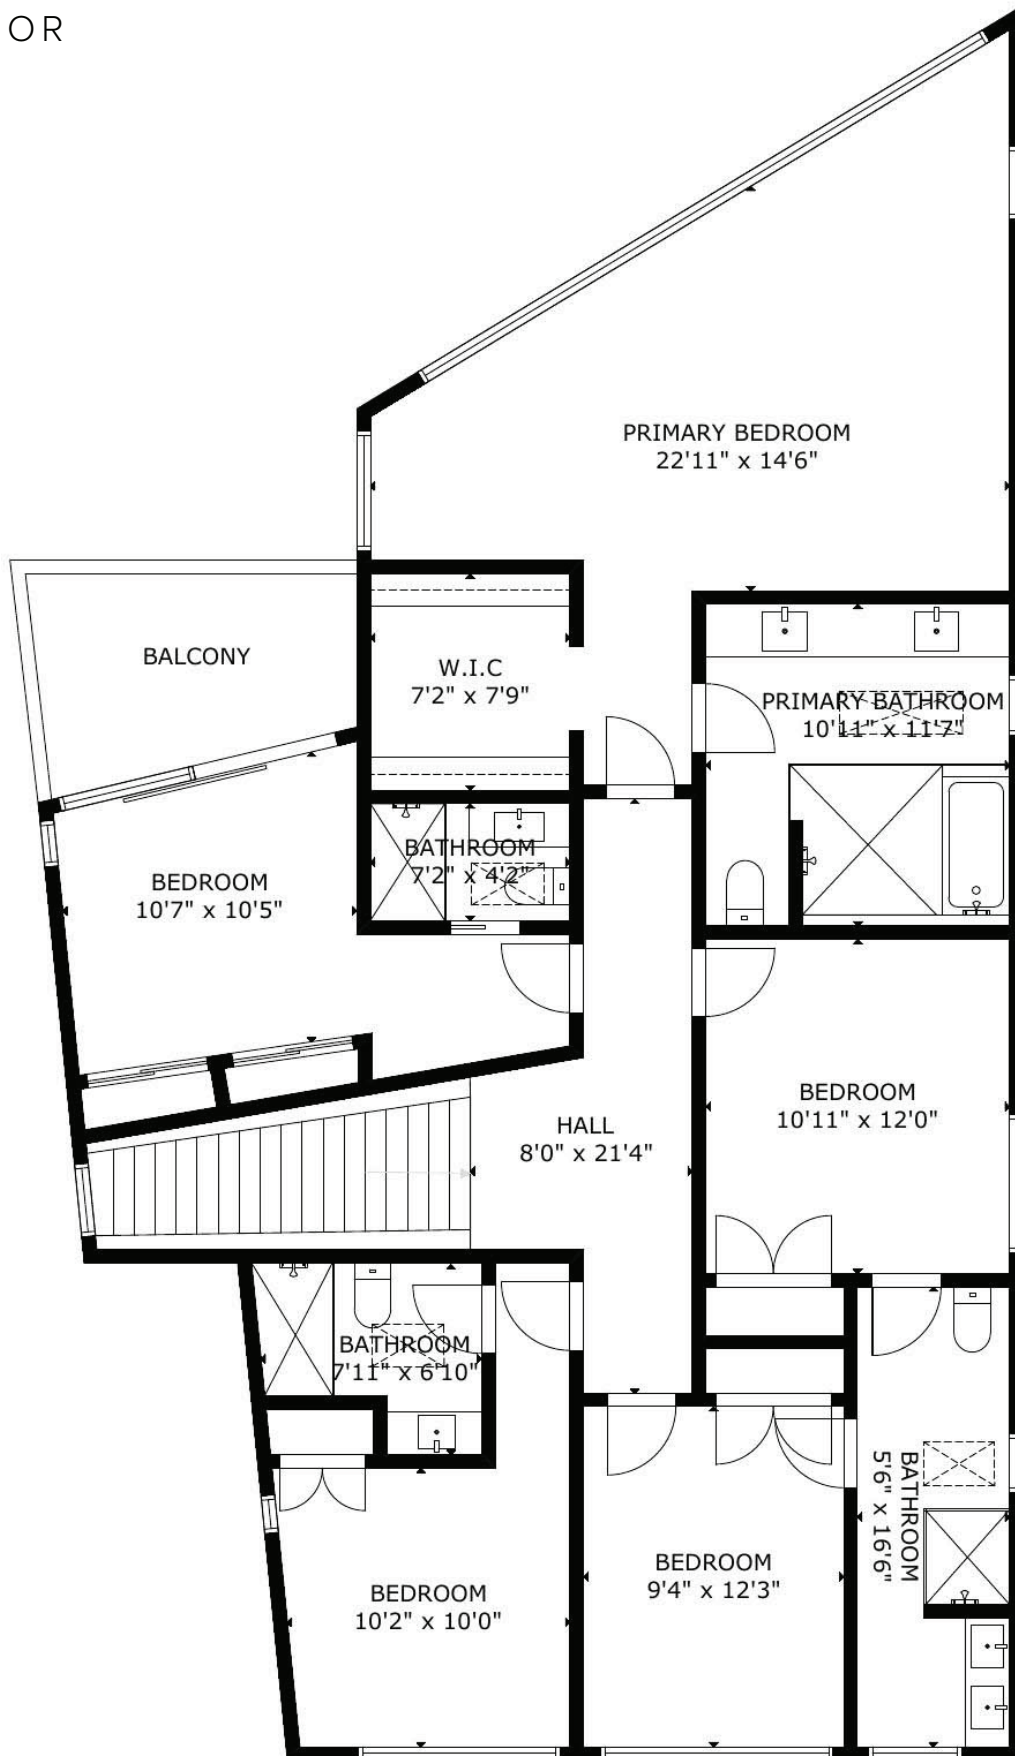 OR
PRIMARY BEDROOM
22'11" x 14'6"
BALCONY
W.I.C
7'2" x 7'9"
PRIMARY BATHROOM
10'11" x 11'7"
BATHROOM
7'2" x 4'2"
BEDROOM
10'7" x 10'5"
BEDROOM
10'11" x 12'0"
HALL
8'0" x 21'4"
BATHROOM
7'11" x 6'10"
BATHROOM
5'6" x 16'6"
BEDROOM
9'4" x 12'3"
BEDROOM
10'2" x 10'0"